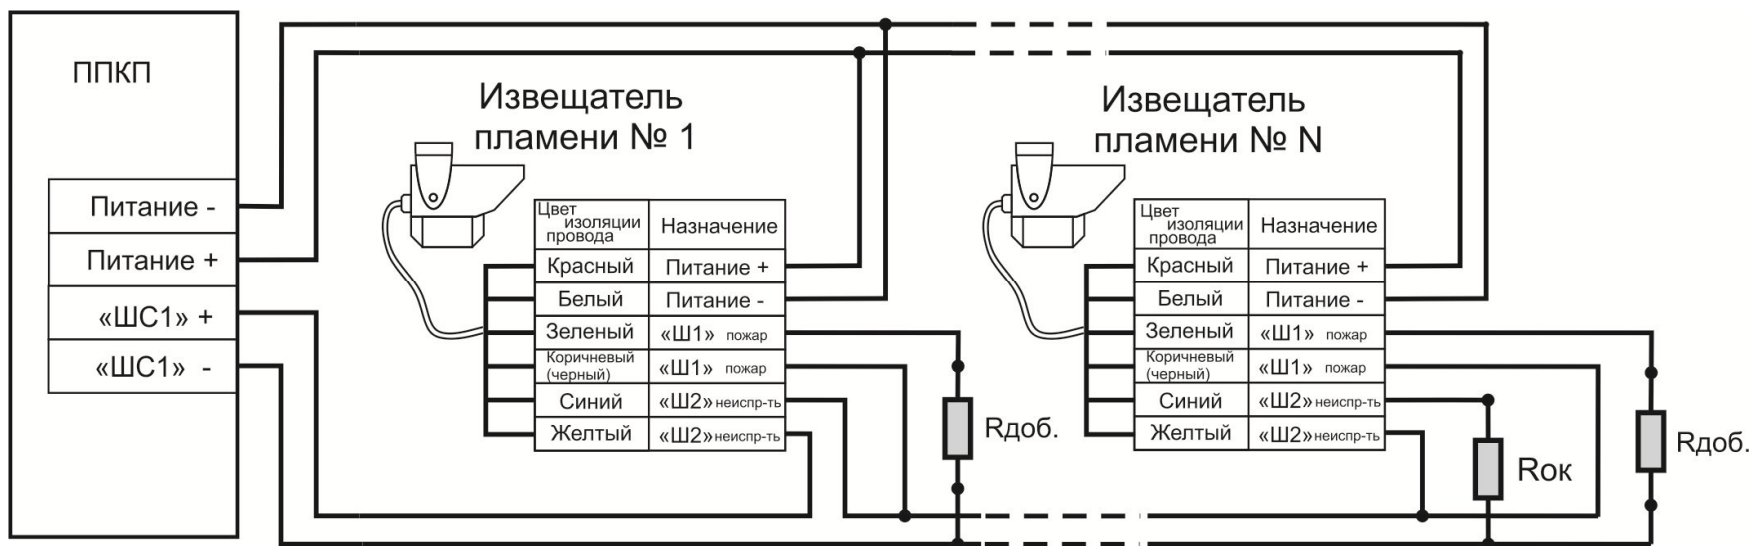 ППКП
Питание -
Питание +
«ШС1» +
«ШС1» -
Извещатель
пламени № 1
Цвет
изоляции
провода
Назначение
Красный Питание +
Белый Питание -
Зеленый «Ш1» пожар
Коричневый
(черный)
«Ш1» пожар
Синий «Ш2» неиспр-ть
Желтый «Ш2» неиспр-ть
Rдоб.
Извещатель
пламени № N
Цвет
изоляции
провода
Назначение
Красный Питание +
Белый Питание -
Зеленый «Ш1» пожар
Коричневый
(черный)
«Ш1» пожар
Синий «Ш2» неиспр-ть
Желтый «Ш2» неиспр-ть
Rок
Rдоб.